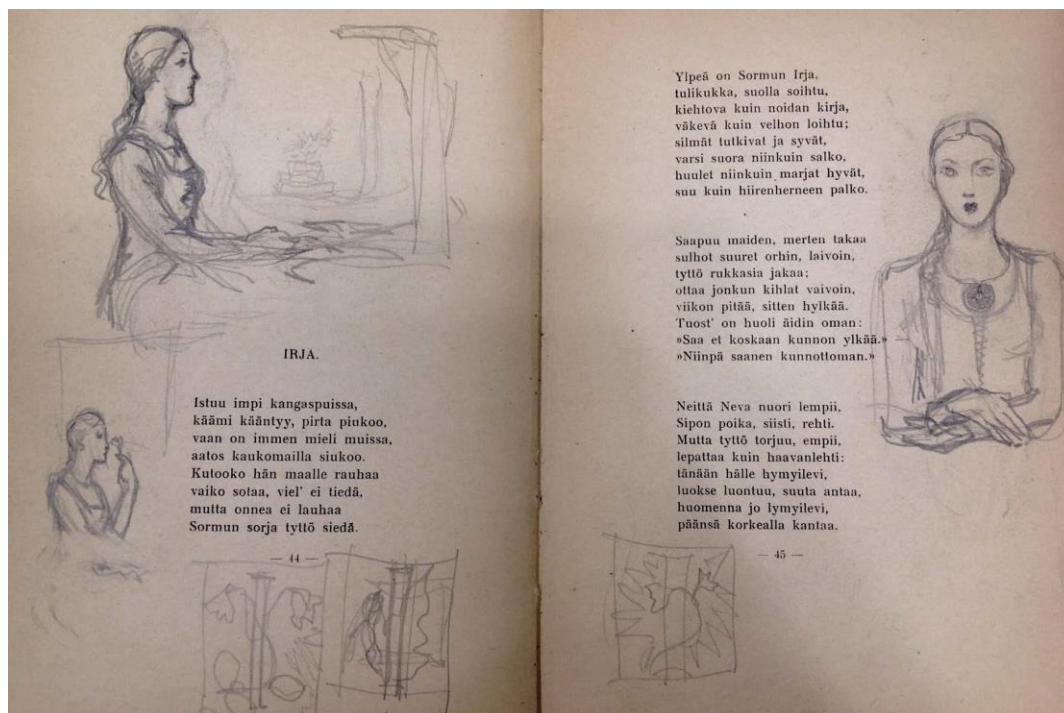 IRJA.
Istuu impi kangaspuissa,
käämi kääntyy, pirta piukoo,
vaan on immen mieli muissa,
aatos kaukomailla siukoo.
Kutooko hän maalle rauhaa
vaiko sotaa, viel' ei tiedä,
mutta onnea ei lauhaa
Sormun sorja tyttö siedä.
— 44 —
Ylpeä on Sormun Irja,
tulikukka, suolla soihtu,
kiehtova kuin noidan kirja,
väkevä kuin velhon loihtu;
silmät tutkivat ja syvät,
varsi suora niinkuin salko,
huulet niinkuin marjat hyvät,
suu kuin hiirenherneen palko.
Saapuu maiden, merten takaa
sulhot suuret orhin, laivoin,
tyttö rukkasia jakaa;
ottaa jonkun kihlat vaivoin,
viikon pitää, sitten hylkää.
Tuost' on huoli äidin oman:
»Saa et koskaan kunnon ylkää.»
»Niinpä saanen kunnottoman.»
Neittä Neva nuori lempii,
Sipon poika, siisti, rehti.
Mutta tyttö torjuu, empii,
lepattaa kuin haavanlehti:
tänään hälle hymyilevi,
luokse luontuu, suuta antaa,
huomenna jo lymyilevi,
päänsä korkealla kantaa.
— 45 —